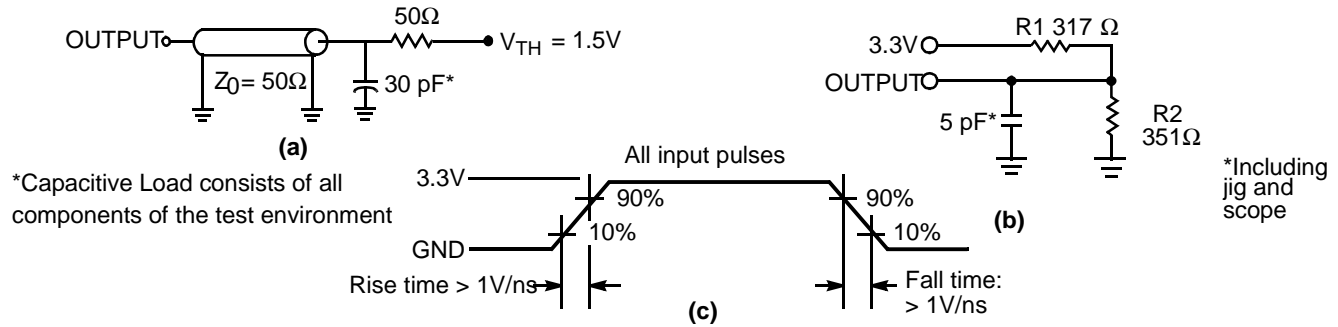 50Ω
OUTPUT
VTH = 1.5V
Z0= 50Ω
30 pF*
(a)
*Capacitive Load consists of all
components of the test environment
R1 317 Ω
3.3V
OUTPUT
5 pF*
R2
351Ω
(b)
*Including
jig and
scope
All input pulses
3.3V
90%
90%
10%
10%
GND
Rise time > 1V/ns
Fall time:
> 1V/ns
(c)